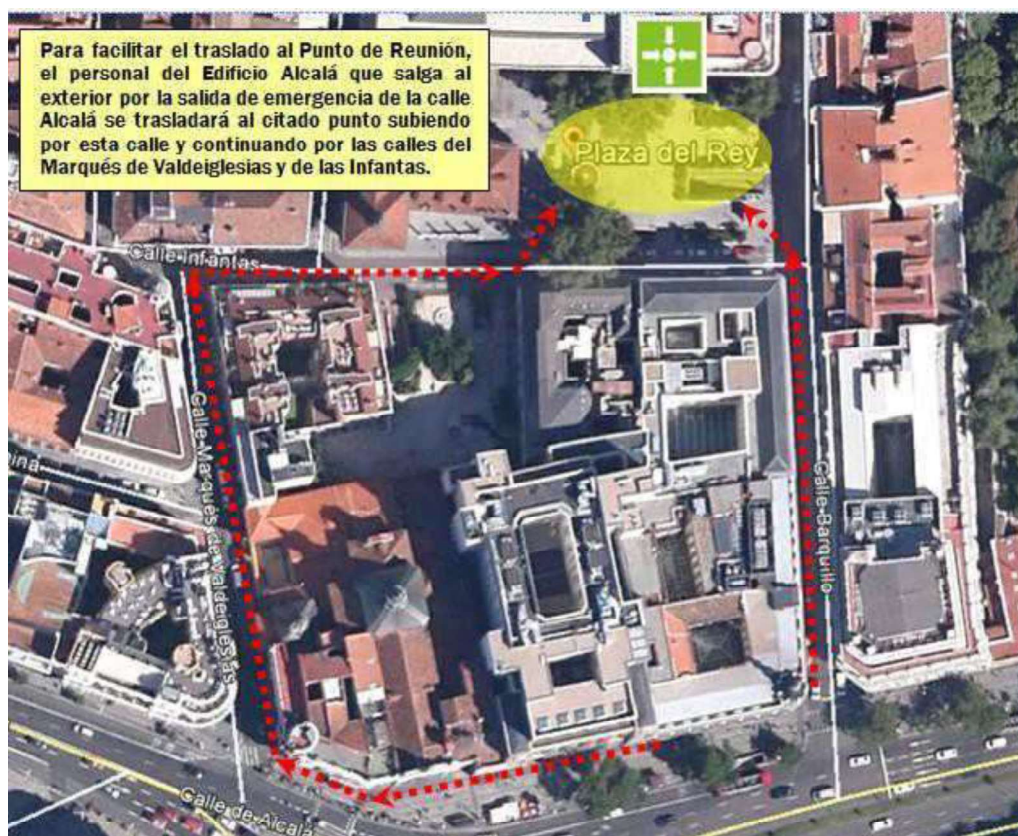 Para facilitar el traslado al Punto de Reunión,
el personal del Edificio Alcalá que salga al
exterior por la salida de emergencia de la calle
Alcalá se trasladará al citado punto subiendo
por esta calle y continuando por las calles del
Marqués de Valdeiglesias y de las Infantas.
Plaza del Rey
Calle Infantas
Calle Marqués de Valdeiglesias
Calle Barquillo
ina
Calle de Alcalá